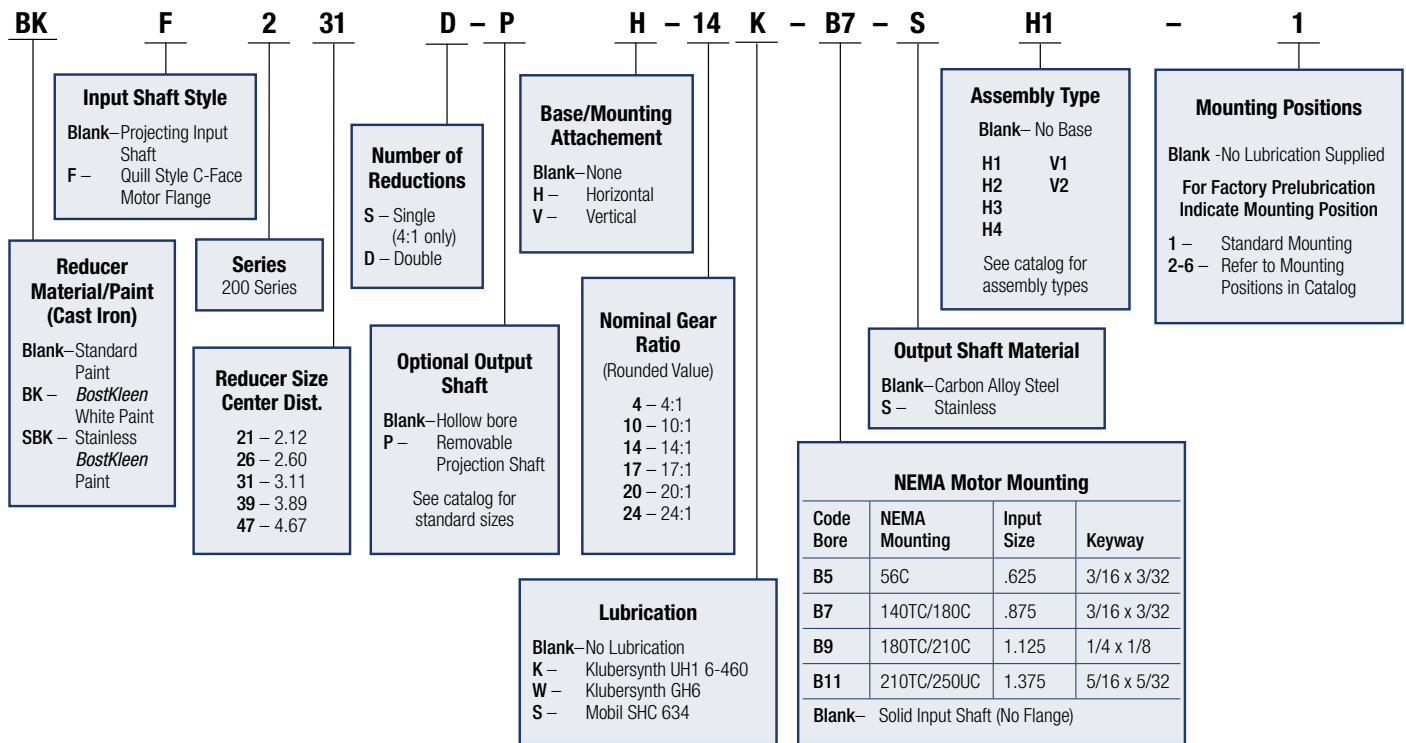 BK F 2 31 D – P H – 14 K – B7 – S H1 – 1
Input Shaft Style
Blank–Projecting Input
Shaft
F – Quill Style C-Face
Motor Flange
Reducer
Material/Paint
(Cast Iron)
Blank–Standard
Paint
BK – BostKleen
White Paint
SBK – Stainless
BostKleen
Paint
Series
200 Series
Reducer Size
Center Dist.
21 – 2.12
26 – 2.60
31 – 3.11
39 – 3.89
47 – 4.67
Number of
Reductions
S – Single
(4:1 only)
D – Double
Optional Output
Shaft
Blank–Hollow bore
P – Removable
Projection Shaft
See catalog for
standard sizes
Base/Mounting
Attachement
Blank–None
H – Horizontal
V – Vertical
Nominal Gear
Ratio
(Rounded Value)
4 – 4:1
10 – 10:1
14 – 14:1
17 – 17:1
20 – 20:1
24 – 24:1
Lubrication
Blank–No Lubrication
K – Klubersynth UH1 6-460
W – Klubersynth GH6
S – Mobil SHC 634
NEMA Motor Mounting
Code Bore NEMA Mounting Input Size Keyway
B5 56C .625 3/16 x 3/32
B7 140TC/180C .875 3/16 x 3/32
B9 180TC/210C 1.125 1/4 x 1/8
B11 210TC/250UC 1.375 5/16 x 5/32
Blank– Solid Input Shaft (No Flange)
Output Shaft Material
Blank–Carbon Alloy Steel
S – Stainless
Assembly Type
Blank– No Base
H1 V1
H2 V2
H3
H4
See catalog for
assembly types
Mounting Positions
Blank -No Lubrication Supplied
For Factory Prelubrication
Indicate Mounting Position
1 – Standard Mounting
2-6 – Refer to Mounting
Positions in Catalog